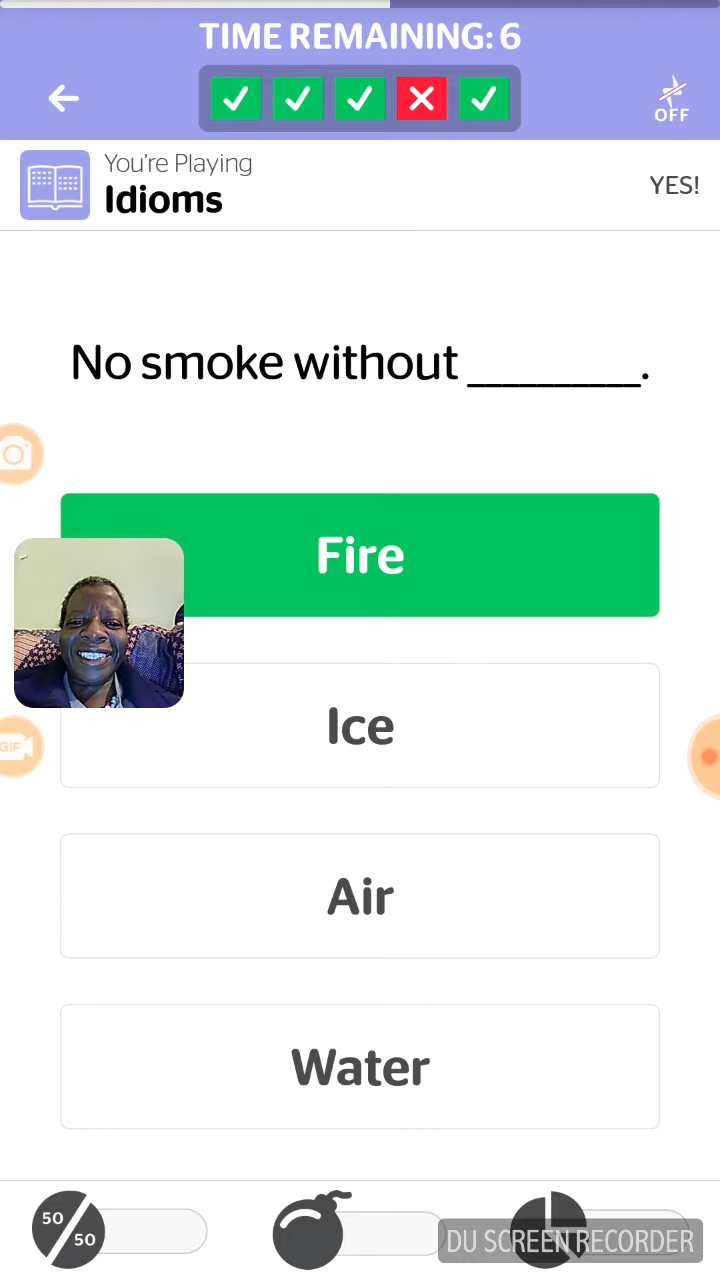 TIME REMAINING: 6
OFF
You're Playing
Idioms
YES!
No smoke without __________.
Fire
Ice
GIF
Air
Water
50
50
DU SCREEN RECORDER